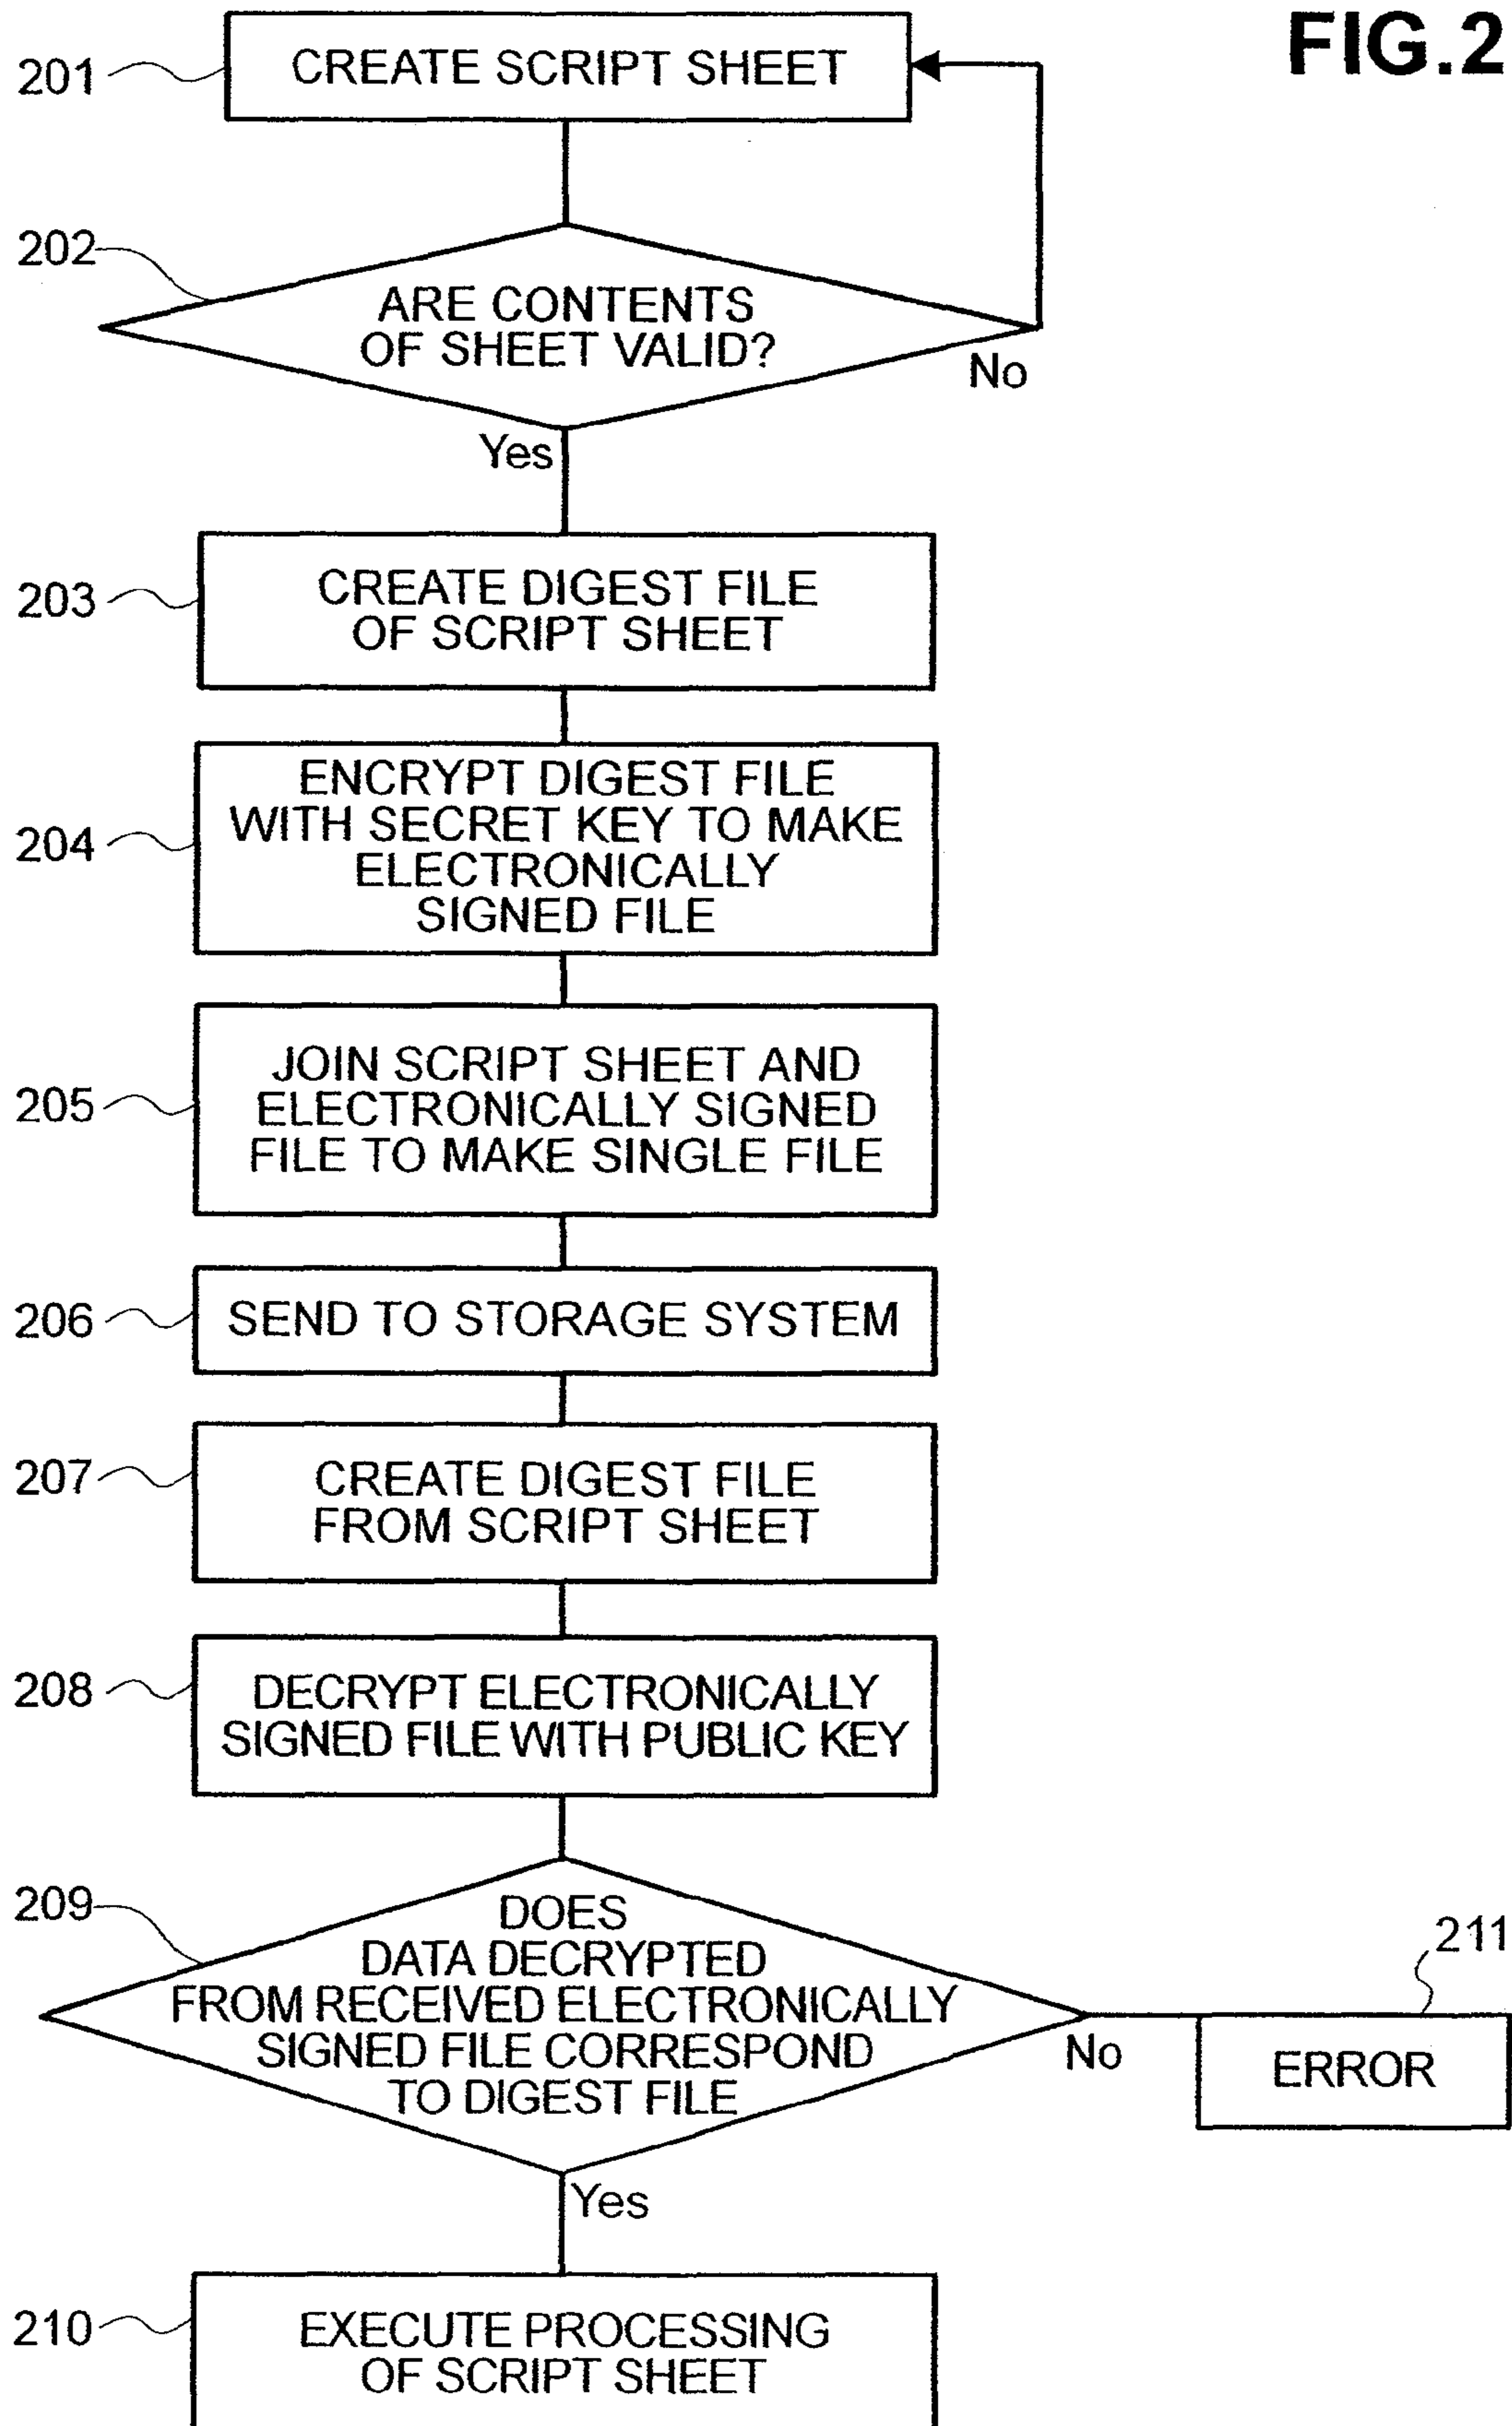 FIG.2
201
CREATE SCRIPT SHEET
202
ARE CONTENTS
OF SHEET VALID?
No
Yes
203
CREATE DIGEST FILE
OF SCRIPT SHEET
204
ENCRYPT DIGEST FILE
WITH SECRET KEY TO MAKE
ELECTRONICALLY
SIGNED FILE
205
JOIN SCRIPT SHEET AND
ELECTRONICALLY SIGNED
FILE TO MAKE SINGLE FILE
206
SEND TO STORAGE SYSTEM
207
CREATE DIGEST FILE
FROM SCRIPT SHEET
208
DECRYPT ELECTRONICALLY
SIGNED FILE WITH PUBLIC KEY
209
DOES
DATA DECRYPTED
FROM RECEIVED ELECTRONICALLY
SIGNED FILE CORRESPOND
TO DIGEST FILE
No
211
ERROR
Yes
210
EXECUTE PROCESSING
OF SCRIPT SHEET